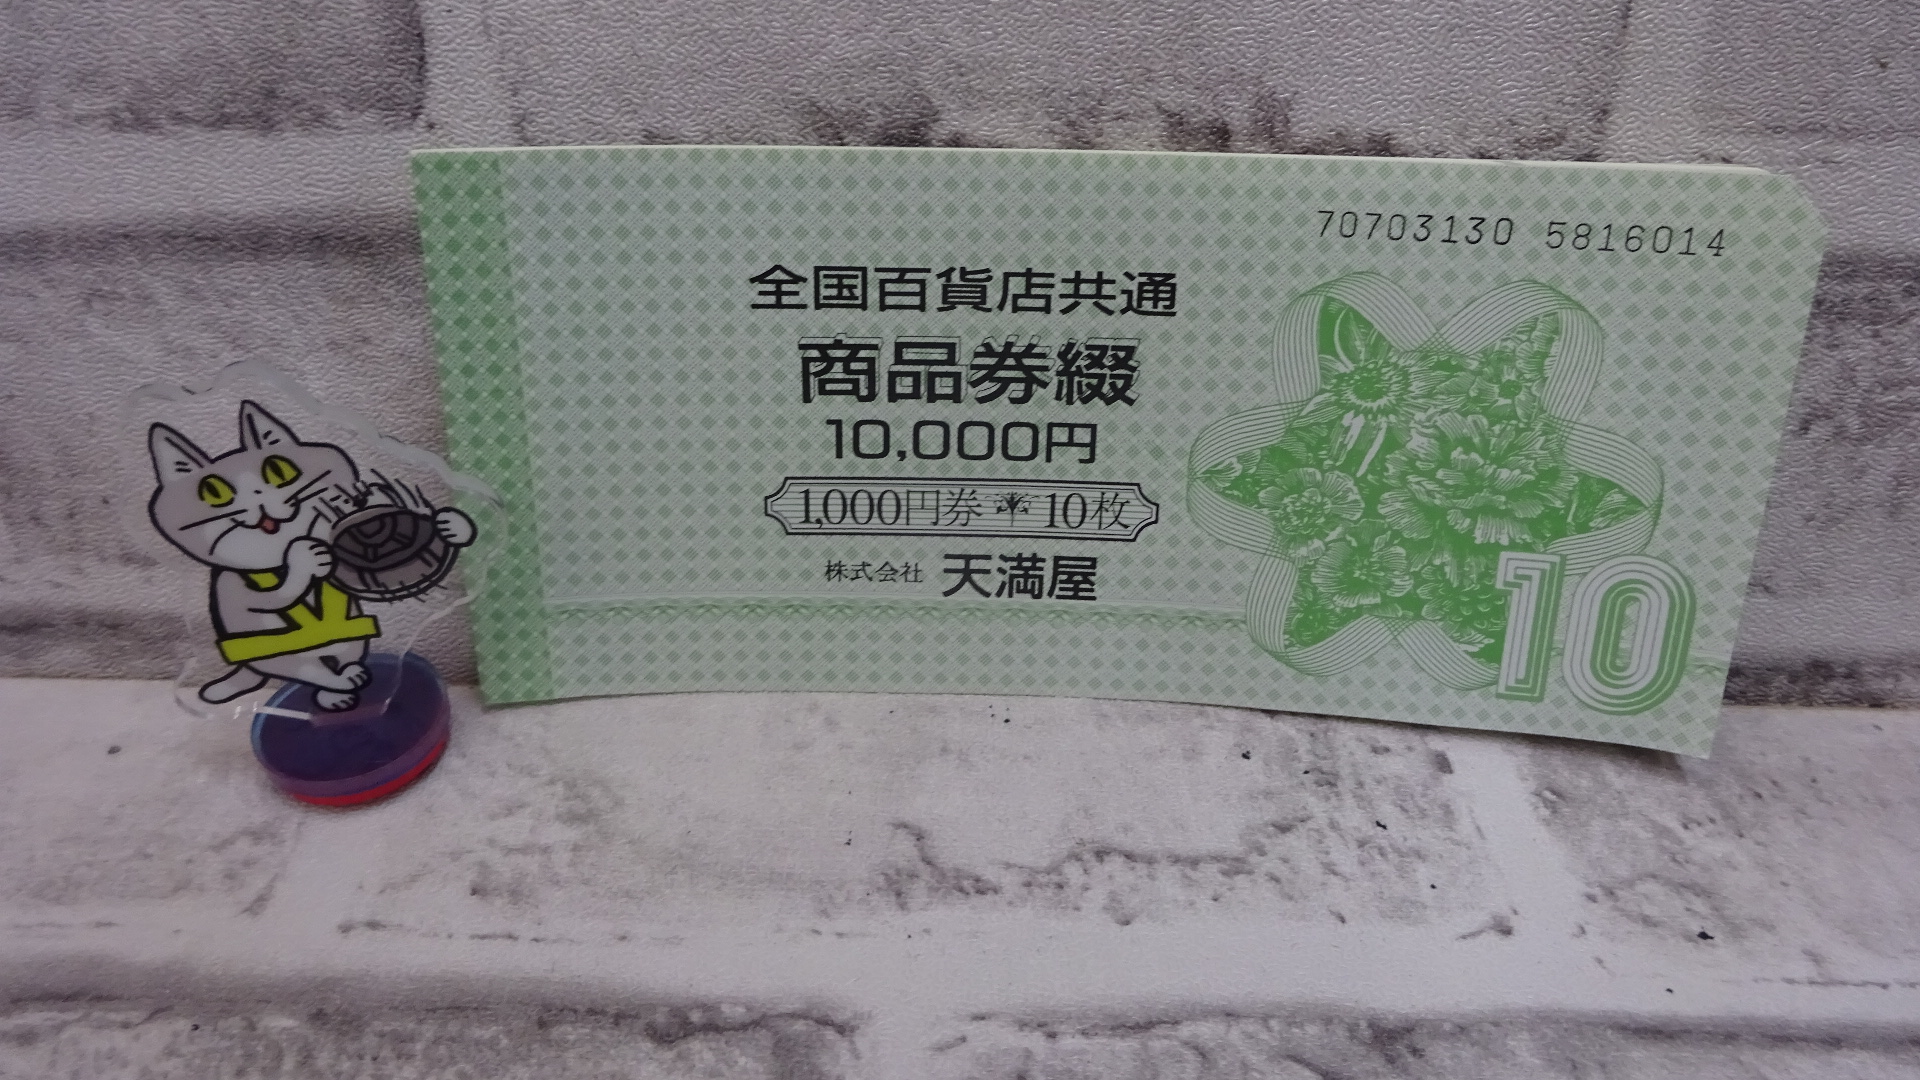 70703130 5816014
全国百貨店共通
商品券綴
10,000円
1,000円券 10枚
株式会社 天満屋
10